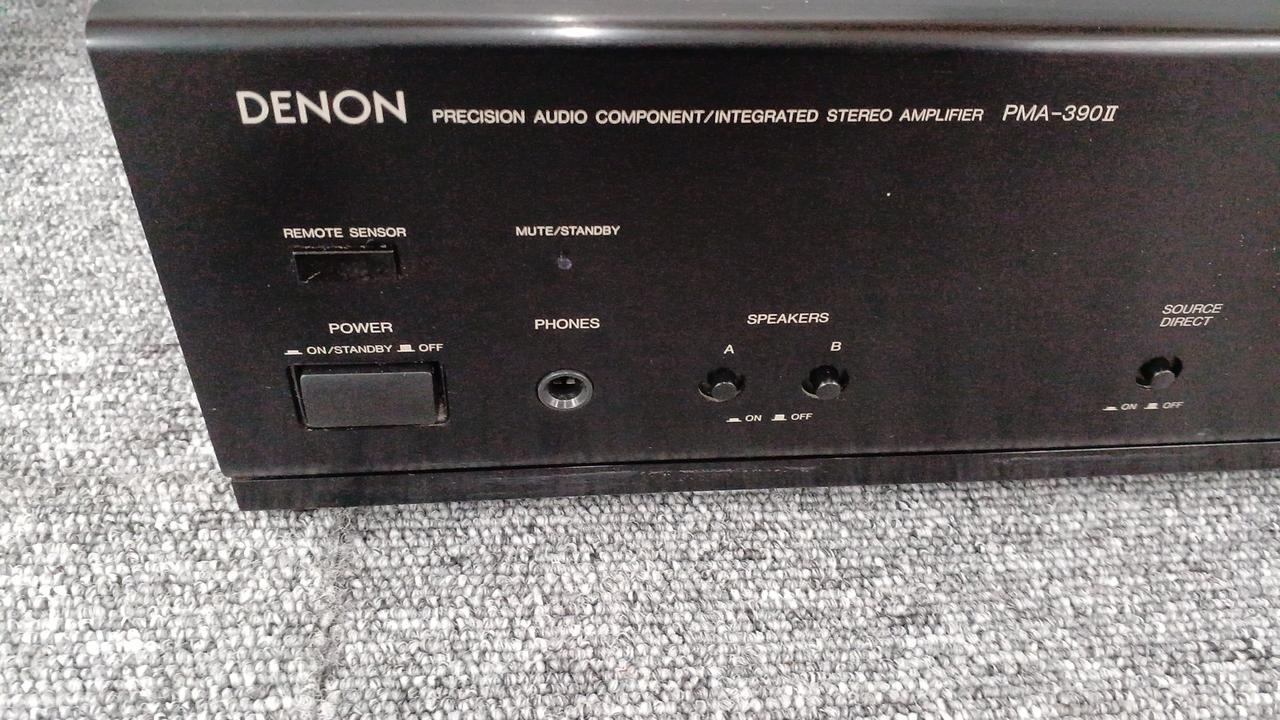 DENON PRECISION AUDIO COMPONENT/INTEGRATED STEREO AMPLIFIER PMA-390II
REMOTE SENSOR
MUTE/STANDBY
POWER
ON/STANDBY OFF
PHONES
SPEAKERS
A B
ON OFF
SOURCE
DIRECT
ON OFF